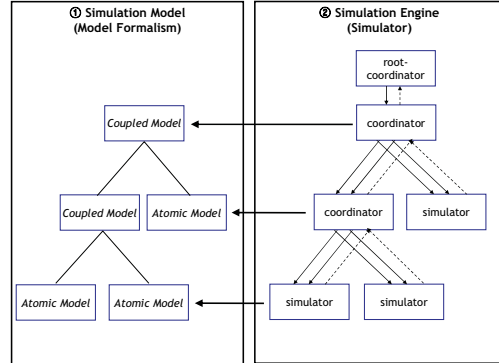 ① Simulation Model
(Model Formalism)
② Simulation Engine
(Simulator)
root-
coordinator
Coupled Model
coordinator
Coupled Model
Atomic Model
coordinator
simulator
Atomic Model
Atomic Model
simulator
simulator